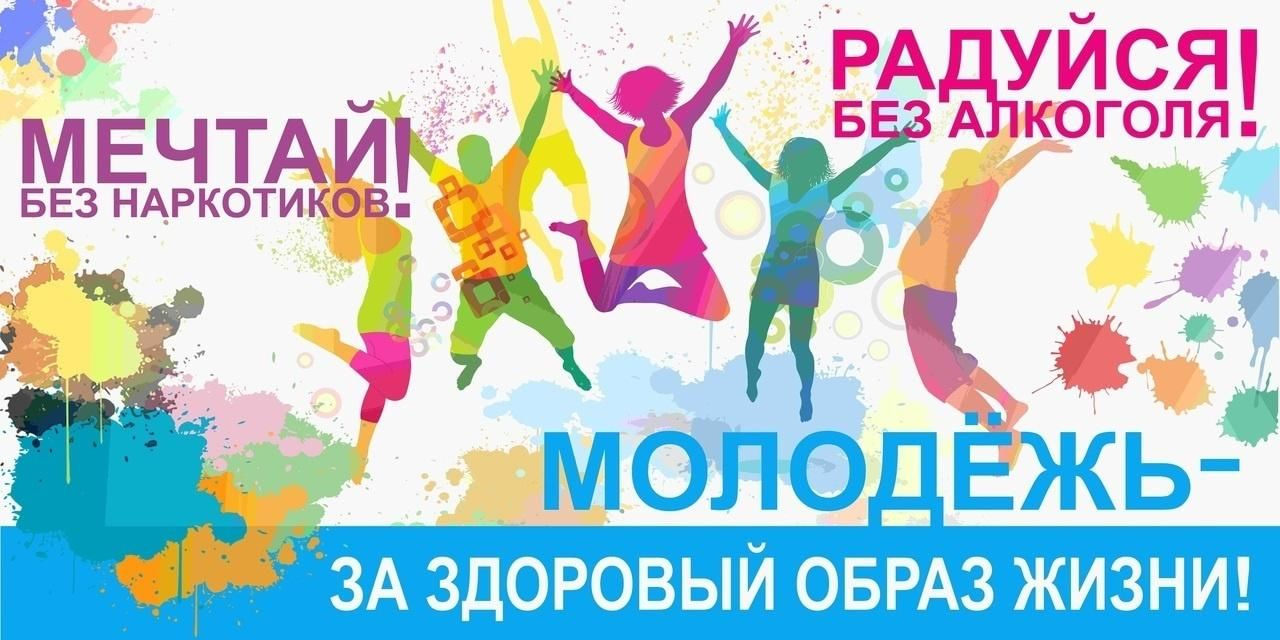 МЕЧТАЙ!
БЕЗ НАРКОТИКОВ!
РАДУЙСЯ!
БЕЗ АЛКОГОЛЯ!
МОЛОДЁЖЬ-
ЗА ЗДОРОВЫЙ ОБРАЗ ЖИЗНИ!